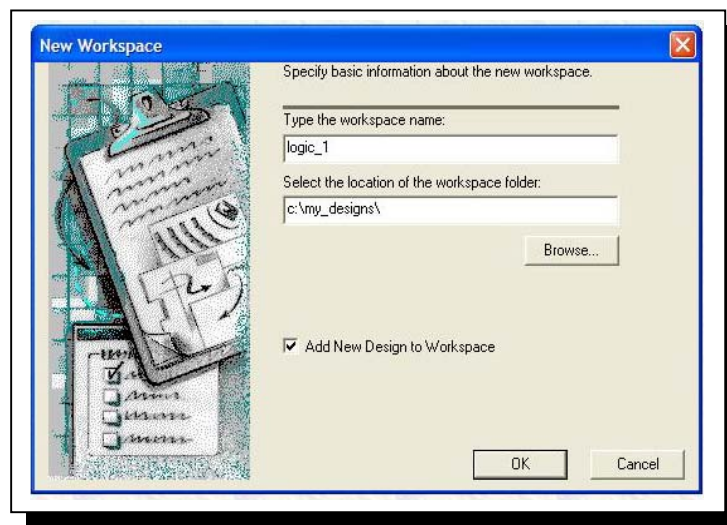 New Workspace
Specify basic information about the new workspace.
Type the workspace name:
logic_1
Select the location of the workspace folder:
c:\my_designs\
Browse...
Add New Design to Workspace
OK
Cancel